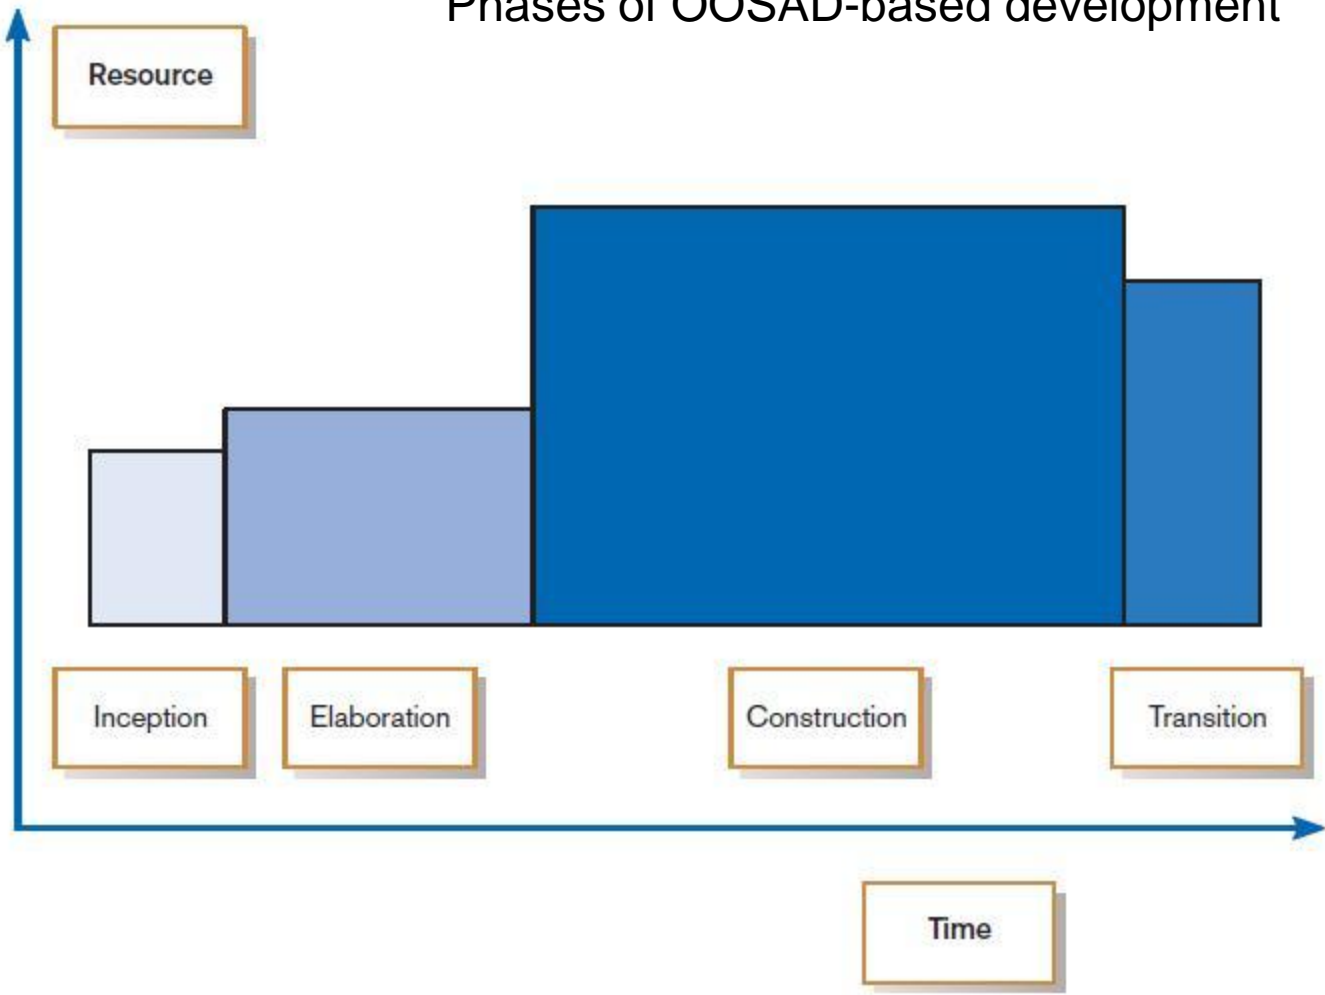 Phases of OOSAD-based development
Resource
Inception
Elaboration
Construction
Transition
Time